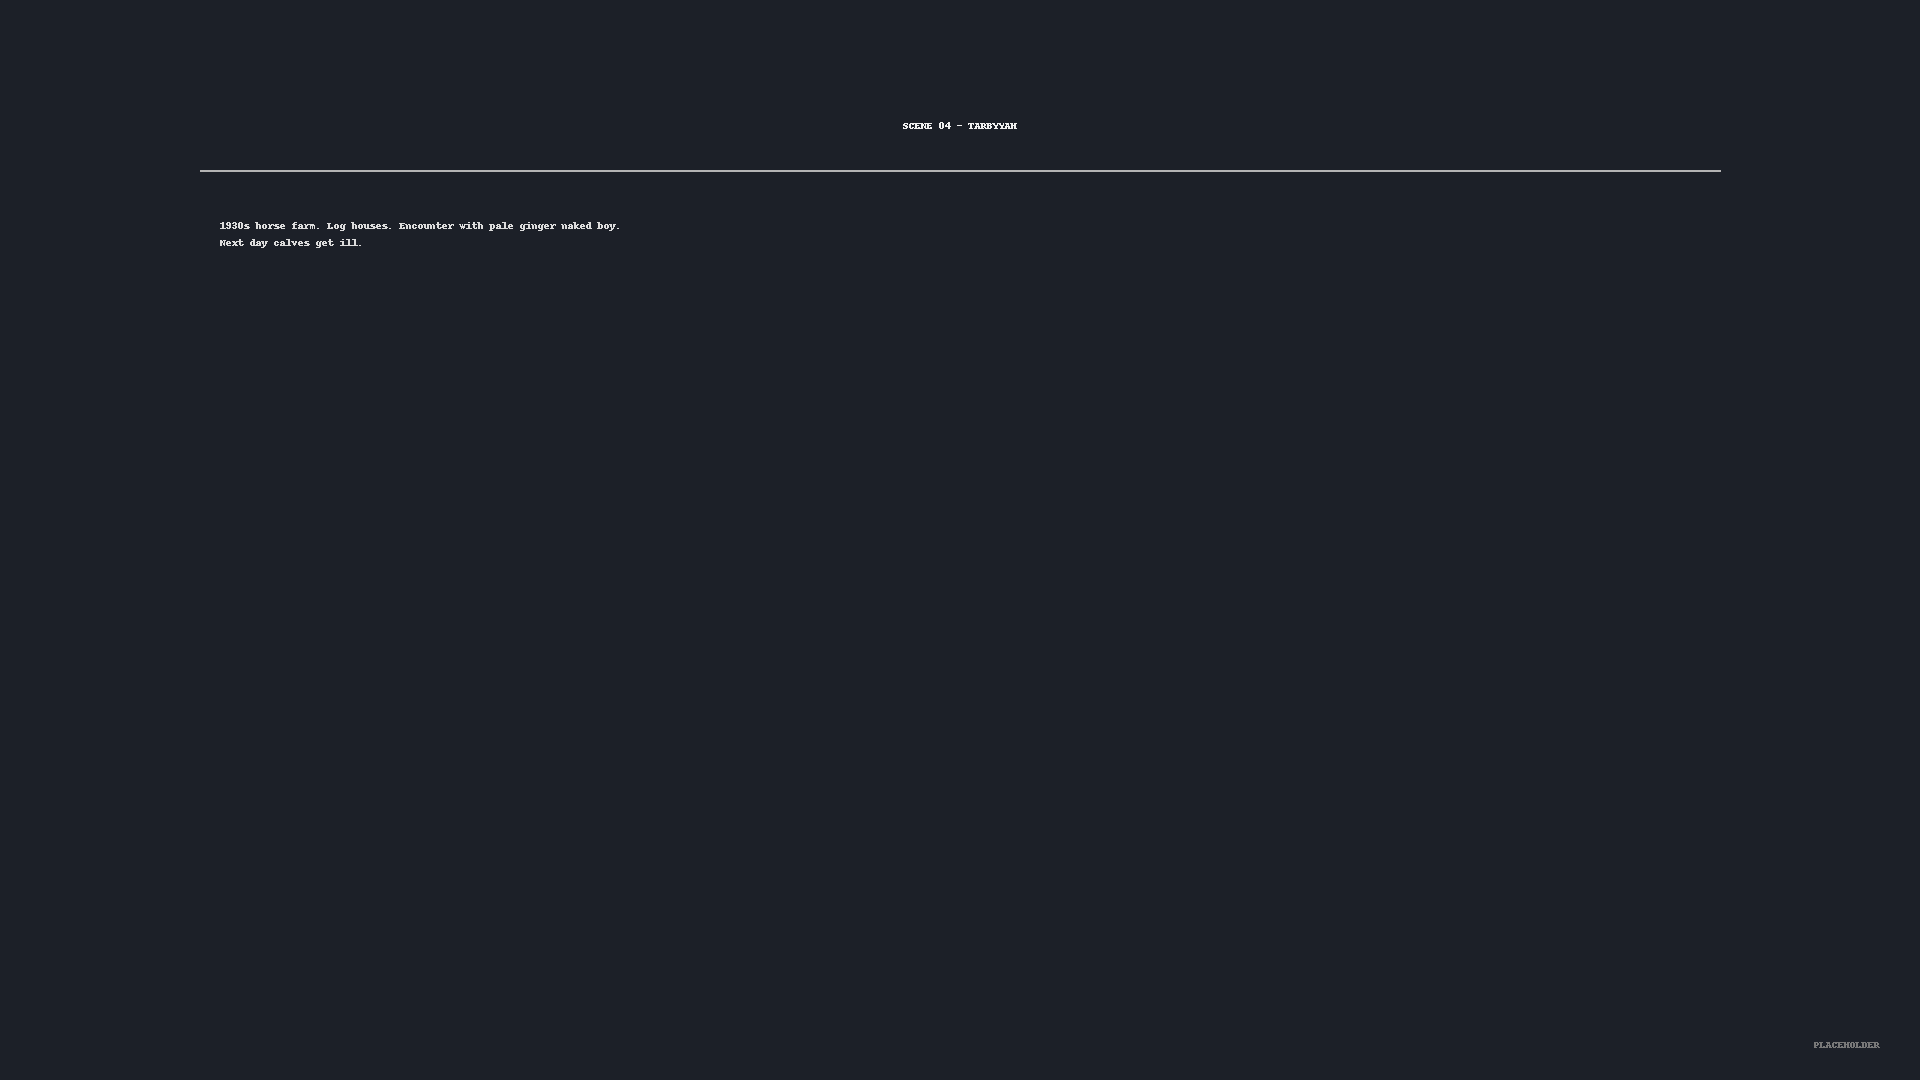 SCENE 04 - TARBYYAH
1930s horse farm. Log houses. Encounter with pale ginger naked boy.
Next day calves get ill.
PLACEHOLDER